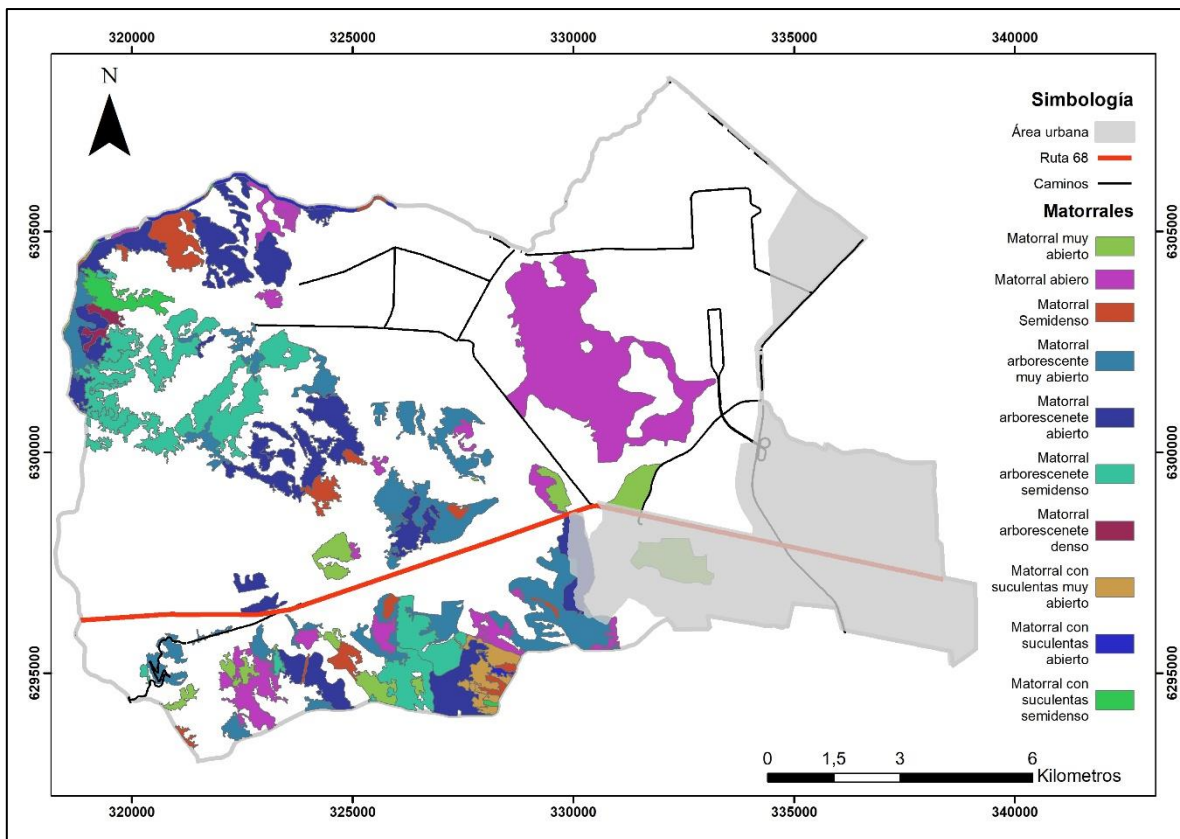 320000
325000
330000
335000
340000
N
6305000
6300000
6295000
6305000
6300000
6295000
Simbología
Área urbana
Ruta 68
Caminos
Matorrales
Matorral muy
abierto
Matorral abiero
Matorral
Semidenso
Matorral
arborescente
muy abierto
Matorral
arborescenete
abierto
Matorral
arborescenete
semidenso
Matorral
arborescenete
denso
Matorral con
suculentas muy
abierto
Matorral con
suculentas
abierto
Matorral con
suculentas
semidenso
0 1,5 3 6
Kilometros
320000
325000
330000
335000
340000